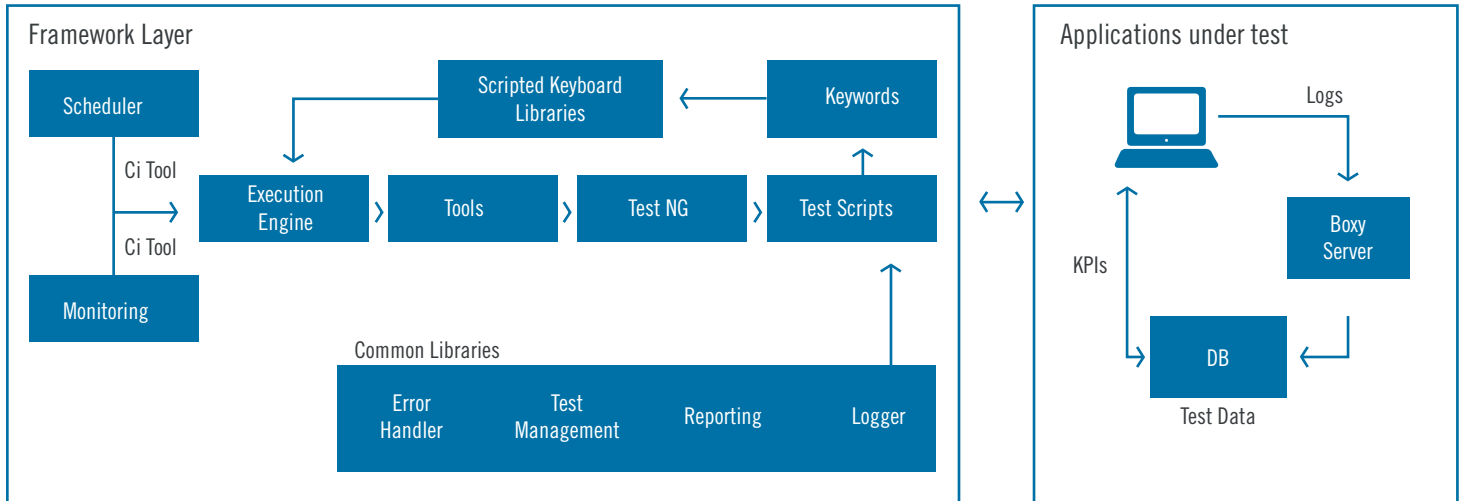 Framework Layer
Scheduler
Ci Tool
Ci Tool
Monitoring
Scripted Keyboard
Libraries
Keywords
Execution
Engine
Tools
Test NG
Test Scripts
Common Libraries
Error
Handler
Test
Management
Reporting
Logger
Applications under test
Logs
Boxy
Server
KPIs
DB
Test Data